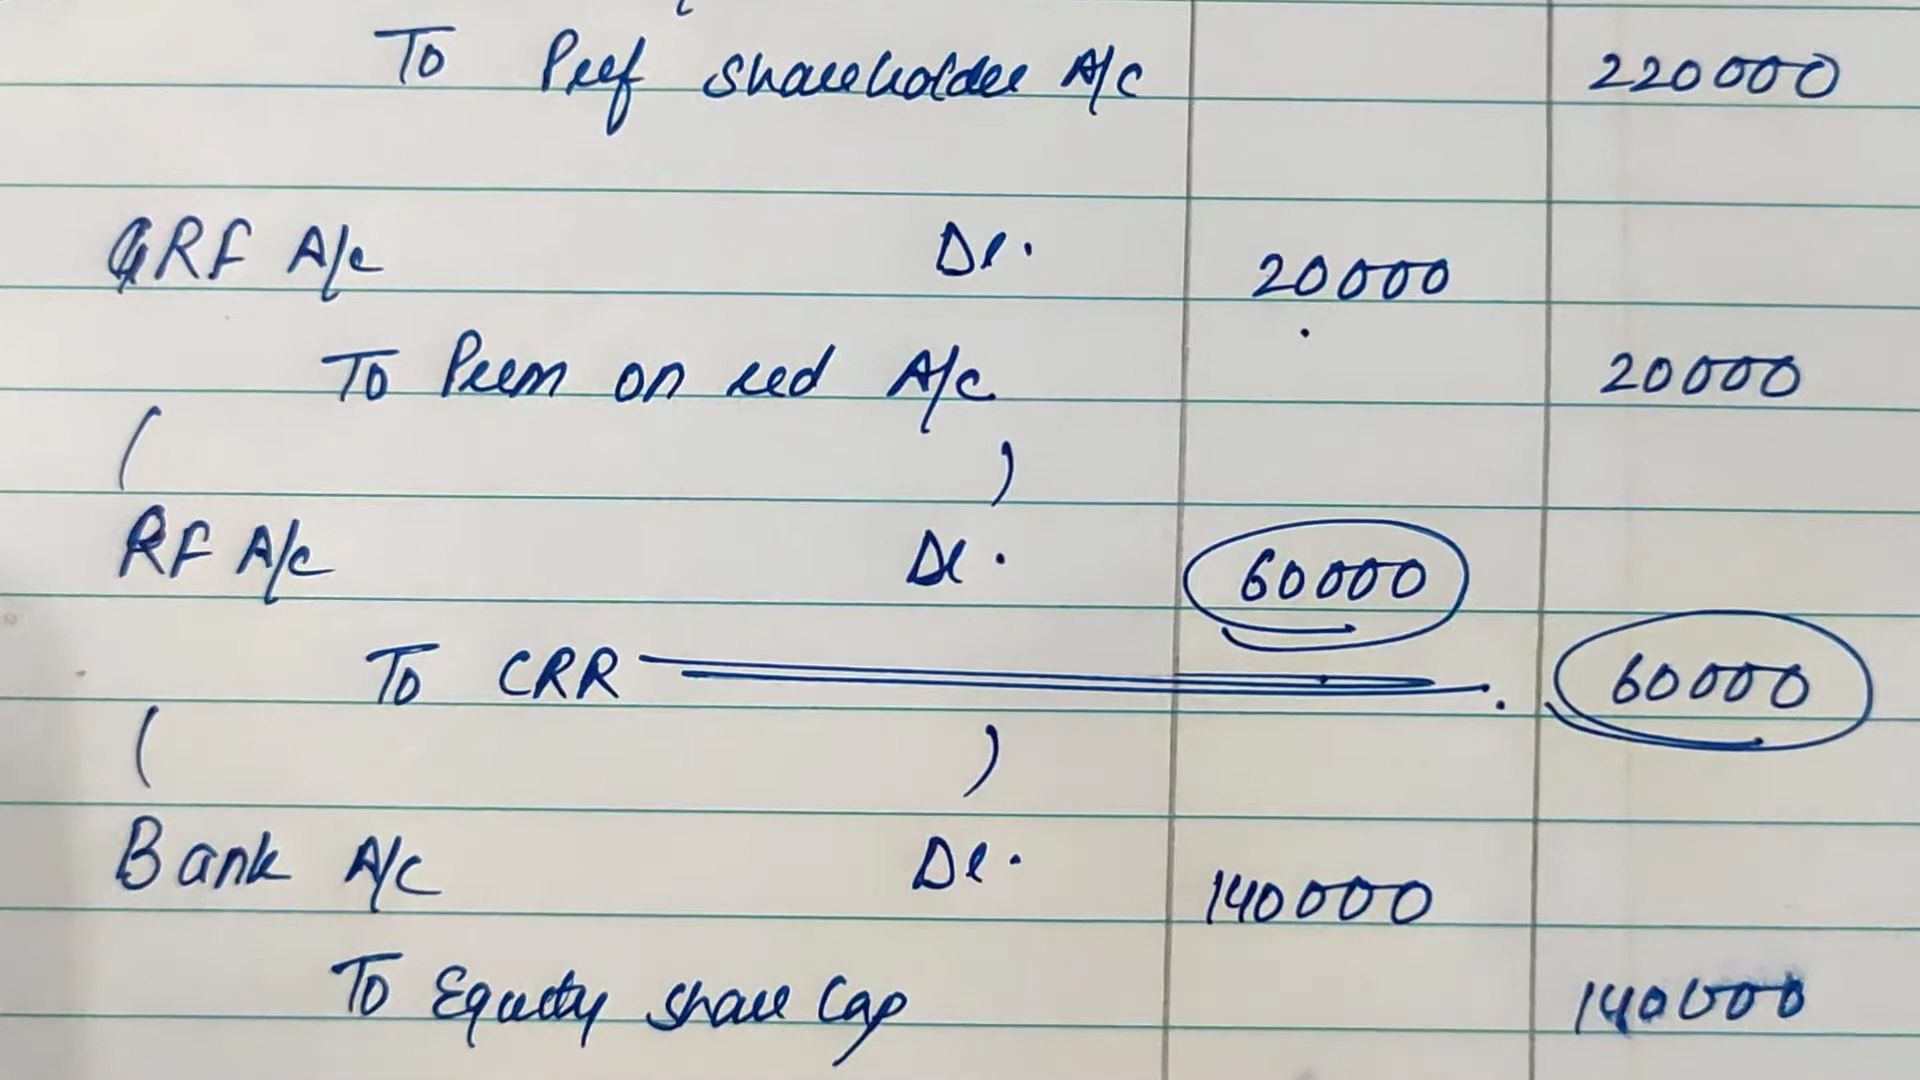 To Pref shareholder A/c 220000
GRF A/c Dr. 20000
To Prem on red A/c 20000
( )
RF A/c Dr. 60000
To CRR 60000
( )
Bank A/c Dr. 140000
To Equity share Cap 140000